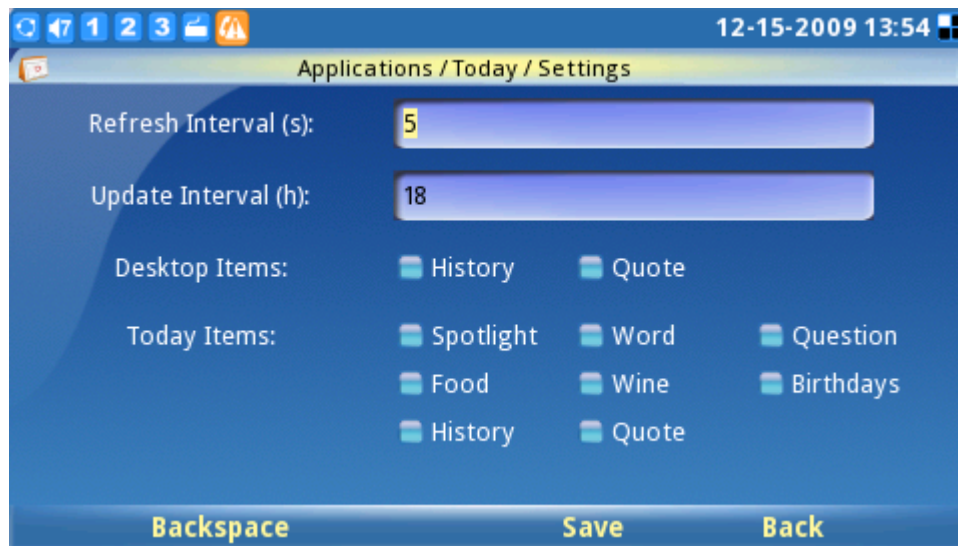 7 1 2 3 12-15-2009 13:54
Applications / Today / Settings
Refresh Interval (s): 5
Update Interval (h): 18
Desktop Items: History Quote
Today Items: Spotlight Word Question
Food Wine Birthdays
History Quote
Backspace Save Back